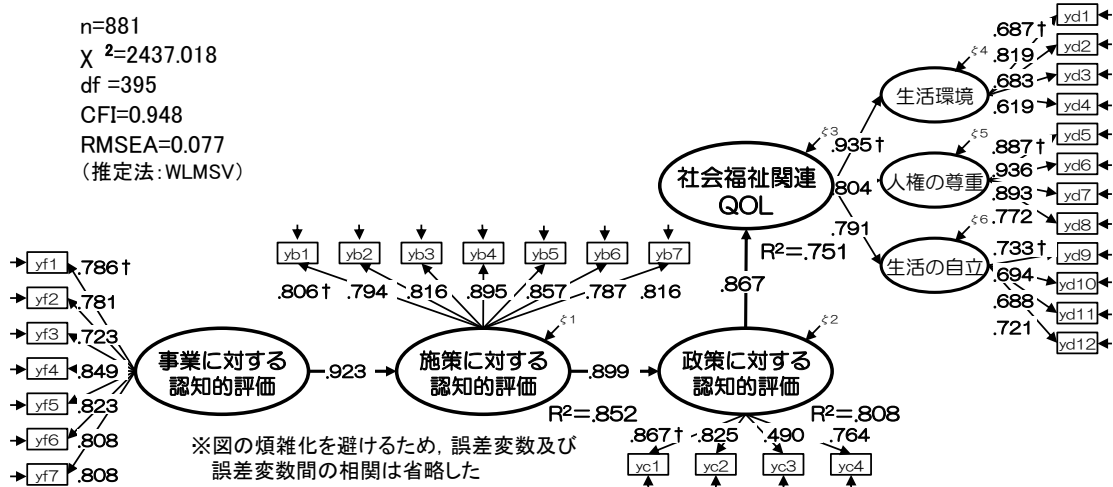 n=881
χ ²=2437.018
df =395
CFI=0.948
RMSEA=0.077
(推定法:WLMSV)
yf1
yf2
yf3
yf4
yf5
yf6
yf7
.786†
.781
.723
.849
.823
.808
.808
事業に対する
認知的評価
.923
yb1
yb2
yb3
yb4
yb5
yb6
yb7
.806†
.794
.816
.895
.857
.787
.816
ξ1
施策に対する
認知的評価
R²=.852
.899
ξ2
政策に対する
認知的評価
R²=.808
.867†
.825
.490
.764
yc1
yc2
yc3
yc4
.867
ξ3
社会福祉関連
QOL
R²=.751
.935†
.804
.791
ξ4
生活環境
ξ5
人権の尊重
ξ6
生活の自立
.687†
.819
.683
.619
.887†
.936
.893
.772
.733†
.694
.688
.721
yd1
yd2
yd3
yd4
yd5
yd6
yd7
yd8
yd9
yd10
yd11
yd12
※図の煩雑化を避けるため, 誤差変数及び
誤差変数間の相関は省略した